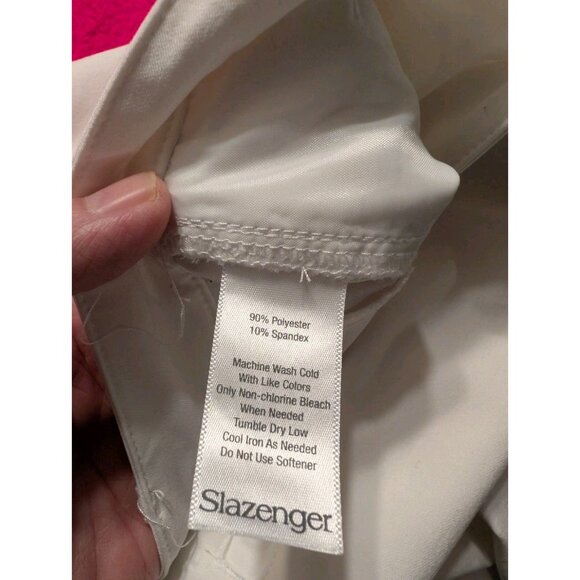 90% Polyester
10% Spandex
Machine Wash Cold
With Like Colors
Only Non-chlorine Bleach
When Needed
Tumble Dry Low
Cool Iron As Needed
Do Not Use Softener
Slazenger